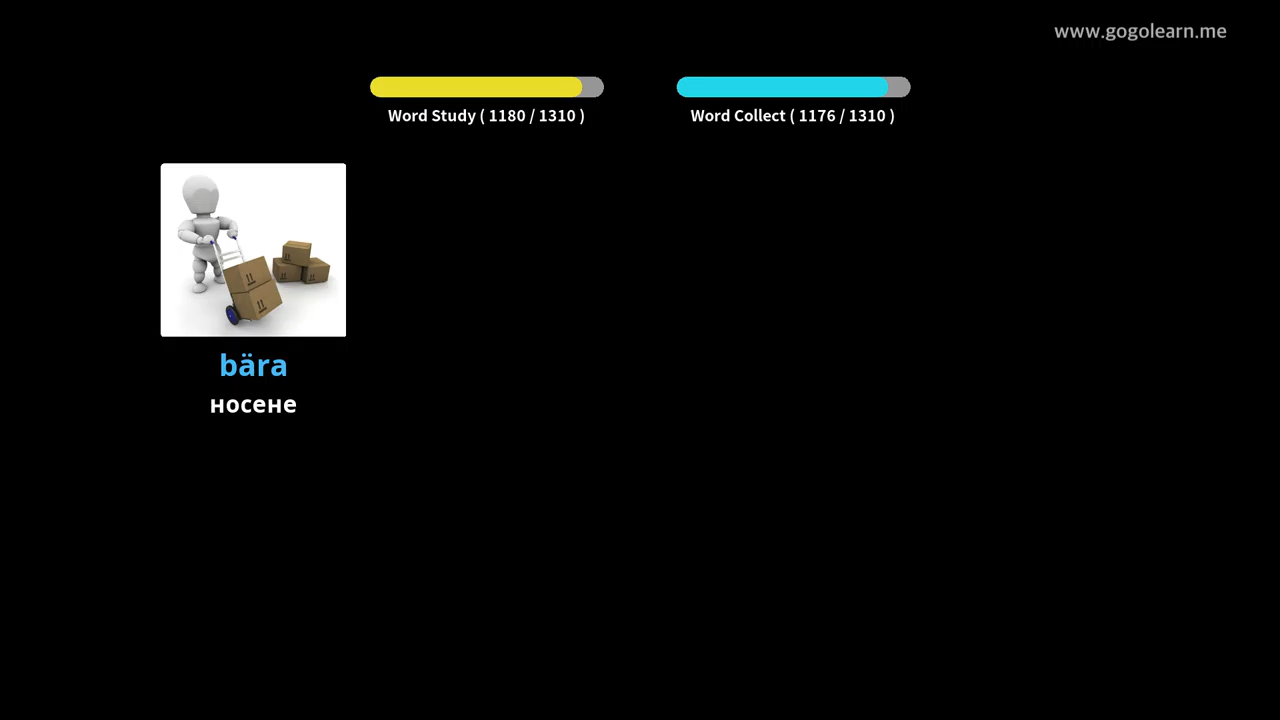 www.gogolearn.me
Word Study ( 1180 / 1310 )
Word Collect ( 1176 / 1310 )
bära
носене